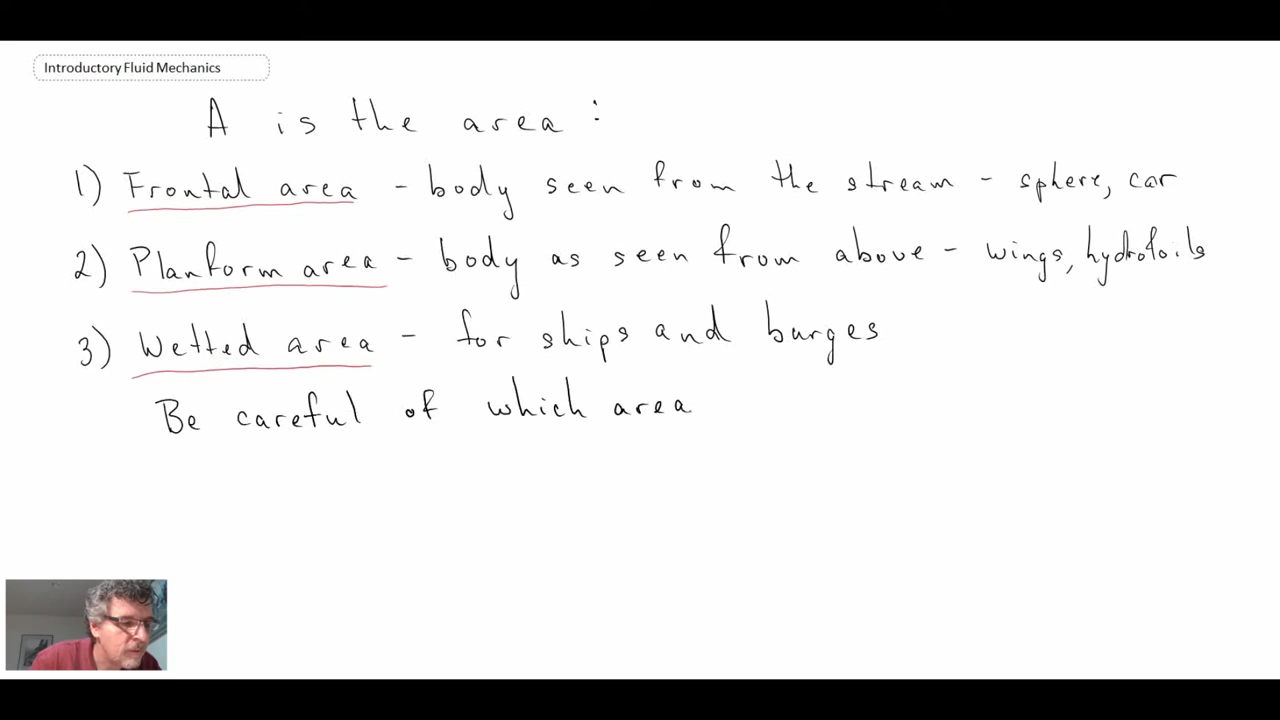 Introductory Fluid Mechanics
A is the area:
1) Frontal area - body seen from the stream - sphere, car
2) Planform area - body as seen from above - wings, hydrofoils
3) Wetted area - for ships and barges
Be careful of which area